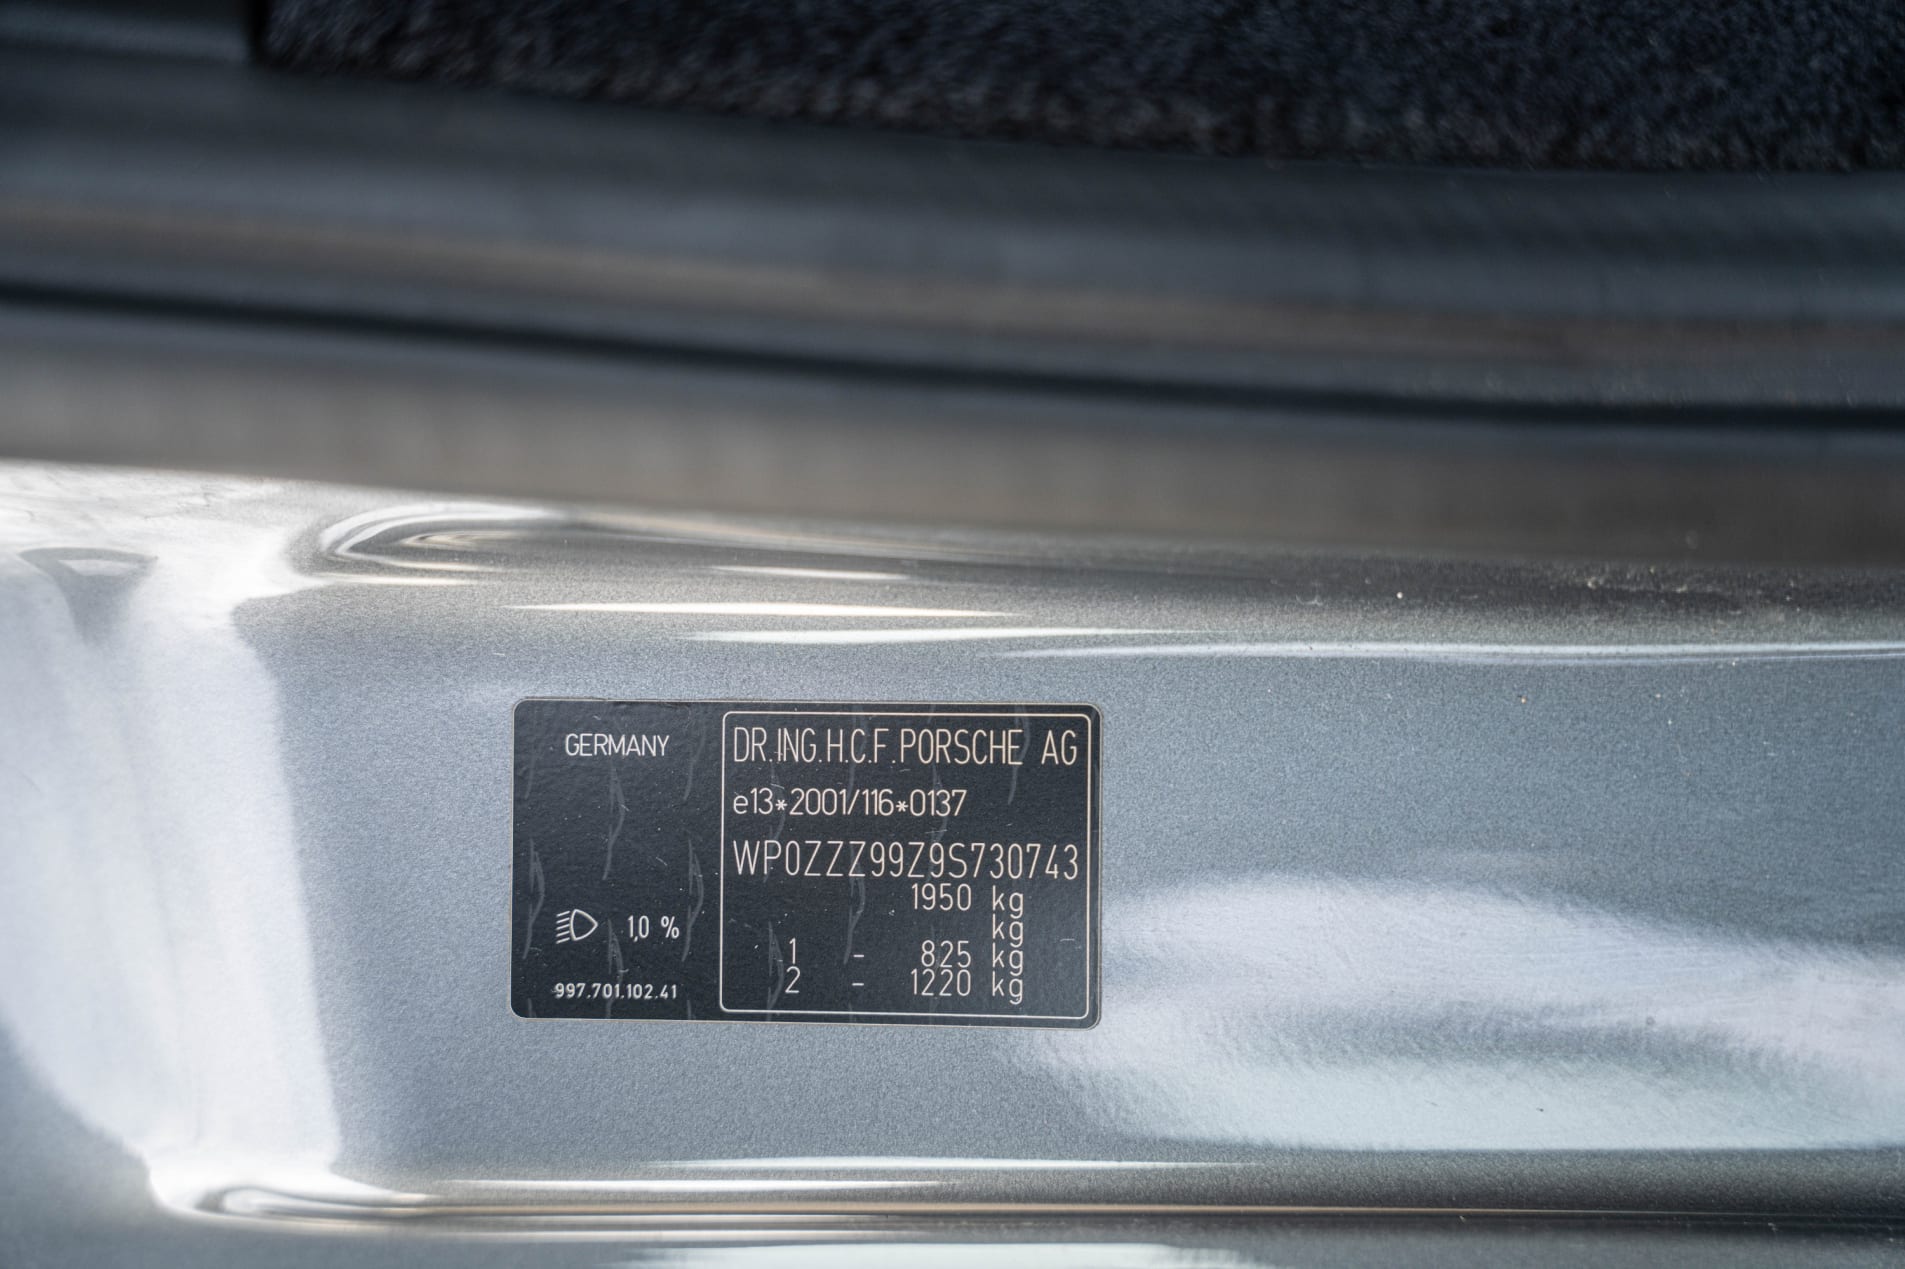 GERMANY
DR.ING.H.C.F.PORSCHE AG
e13*2001/116*0137
WP0ZZZ99Z9S730743
1950 kg
kg
1 - 825 kg
2 - 1220 kg
1,0 %
997.701.102.41